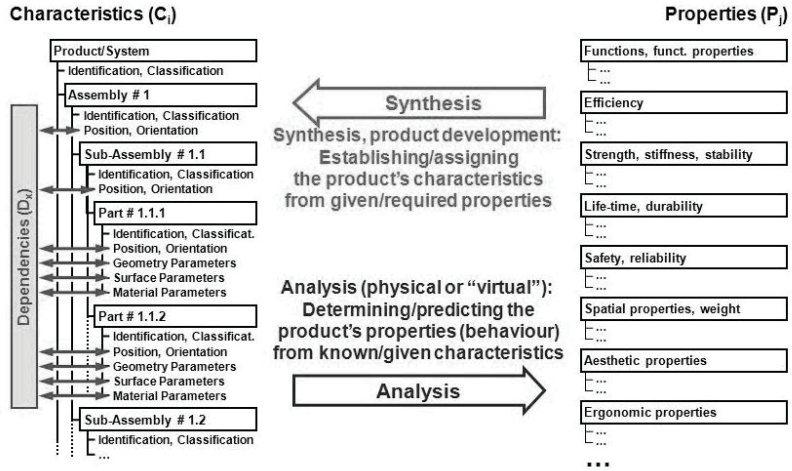 Characteristics (Ci)
Product/System
Identification, Classification
Assembly # 1
Identification, Classification
Position, Orientation
Sub-Assembly # 1.1
Identification, Classification
Position, Orientation
Part # 1.1.1
Identification, Classificat.
Position, Orientation
Geometry Parameters
Surface Parameters
Material Parameters
Part # 1.1.2
Identification, Classificat.
Position, Orientation
Geometry Parameters
Surface Parameters
Material Parameters
Sub-Assembly # 1.2
Identification, Classification
...
Dependencies (Dx)
Synthesis
Synthesis, product development:
Establishing/assigning
the product's characteristics
from given/required properties
Analysis (physical or “virtual”):
Determining/predicting the
product's properties (behaviour)
from known/given characteristics
Analysis
Properties (Pj)
Functions, funct. properties
...
...
Efficiency
...
...
Strength, stiffness, stability
...
...
Life-time, durability
...
...
Safety, reliability
...
...
Spatial properties, weight
...
...
Aesthetic properties
...
...
Ergonomic properties
...
...
...